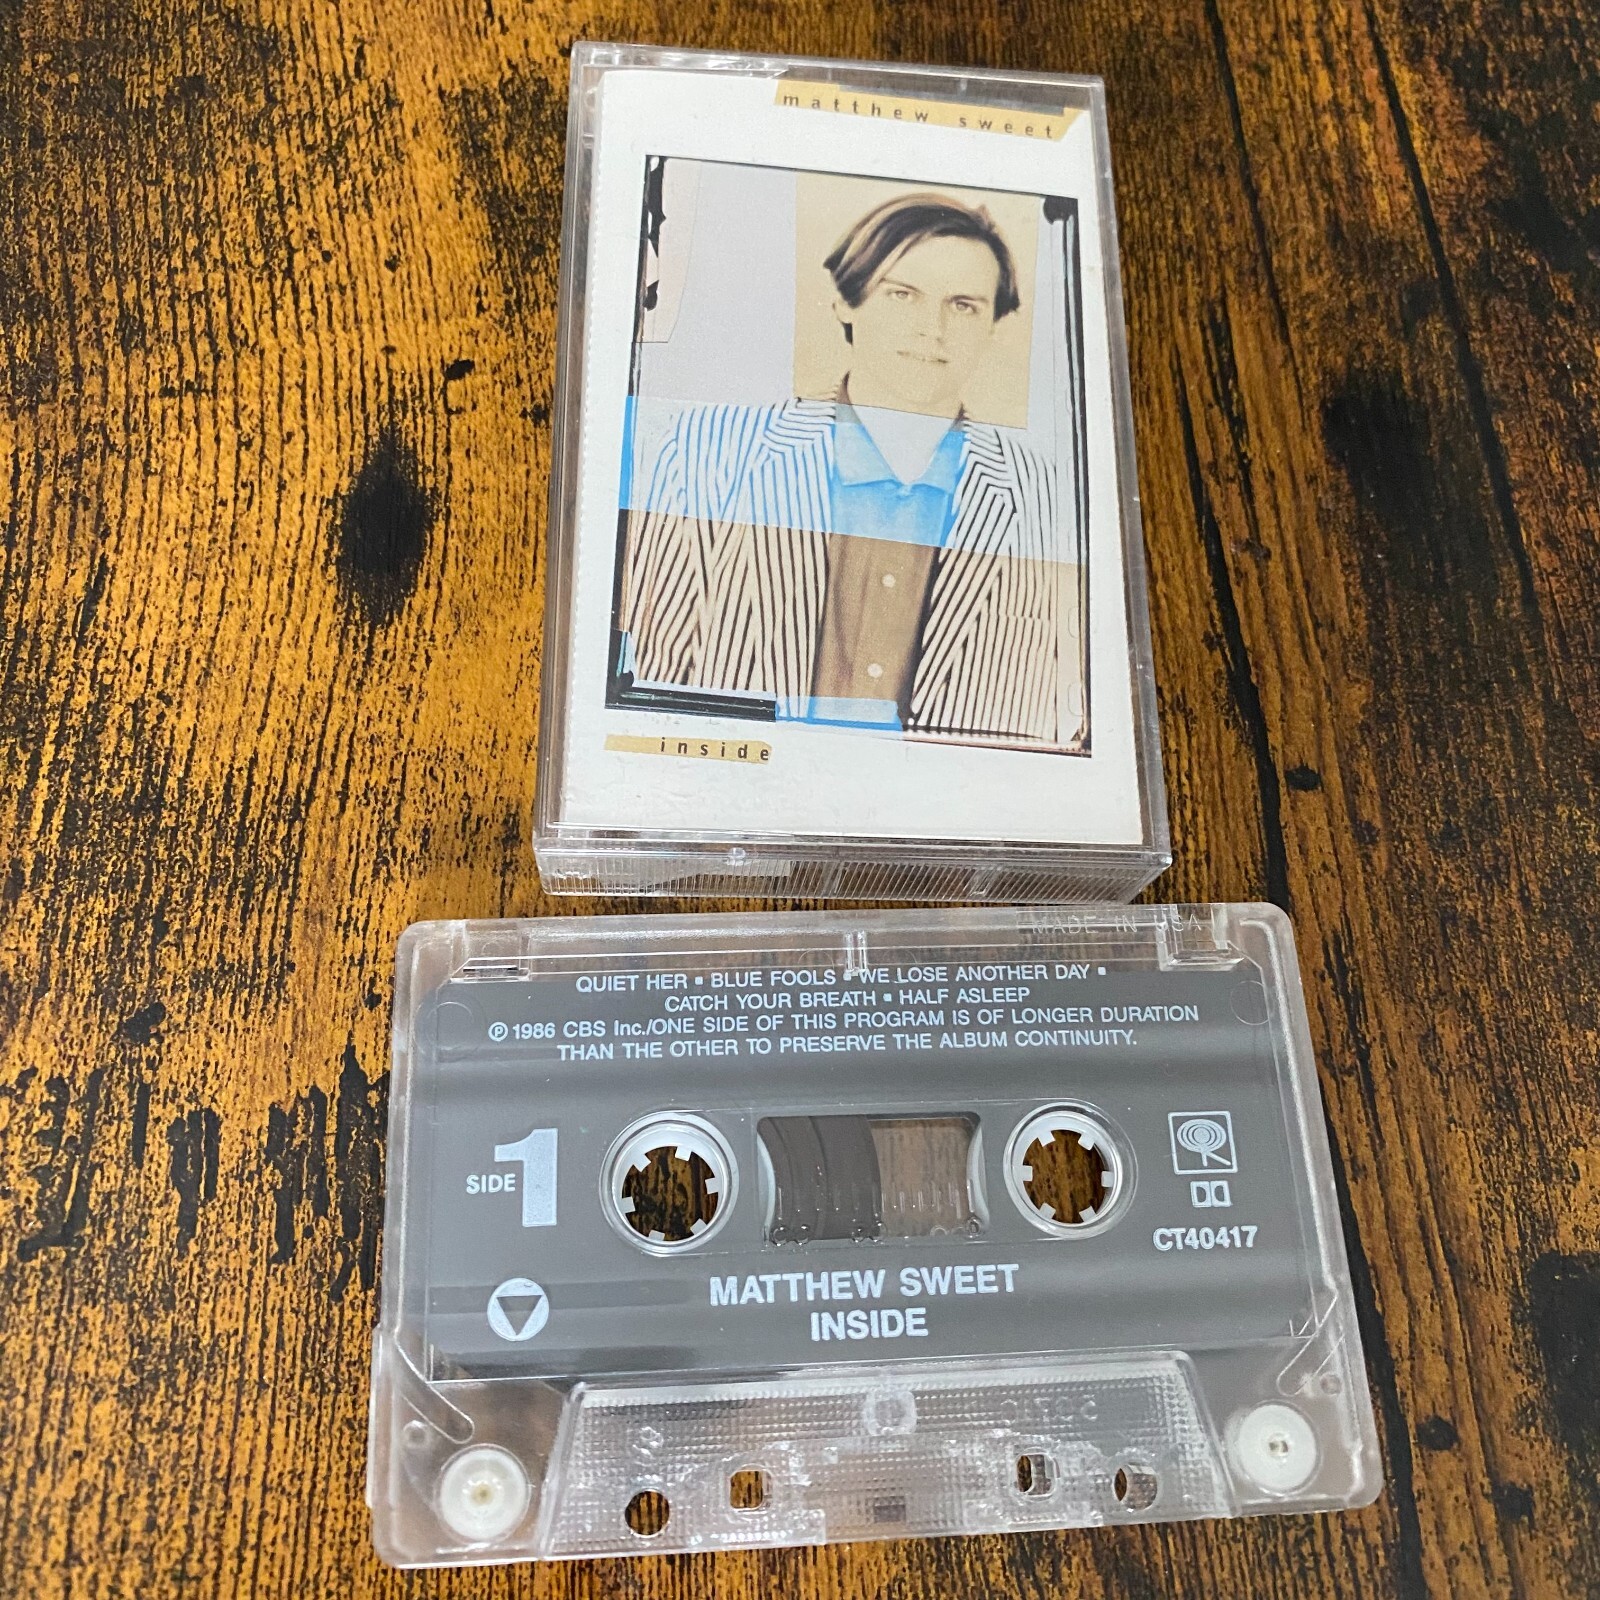 matthew sweet
inside
MADE IN USA
QUIET HER ▪ BLUE FOOLS ▪ WE LOSE ANOTHER DAY ▪
CATCH YOUR BREATH ▪ HALF ASLEEP
℗ 1986 CBS Inc./ONE SIDE OF THIS PROGRAM IS OF LONGER DURATION
THAN THE OTHER TO PRESERVE THE ALBUM CONTINUITY.
SIDE 1
CT40417
MATTHEW SWEET
INSIDE